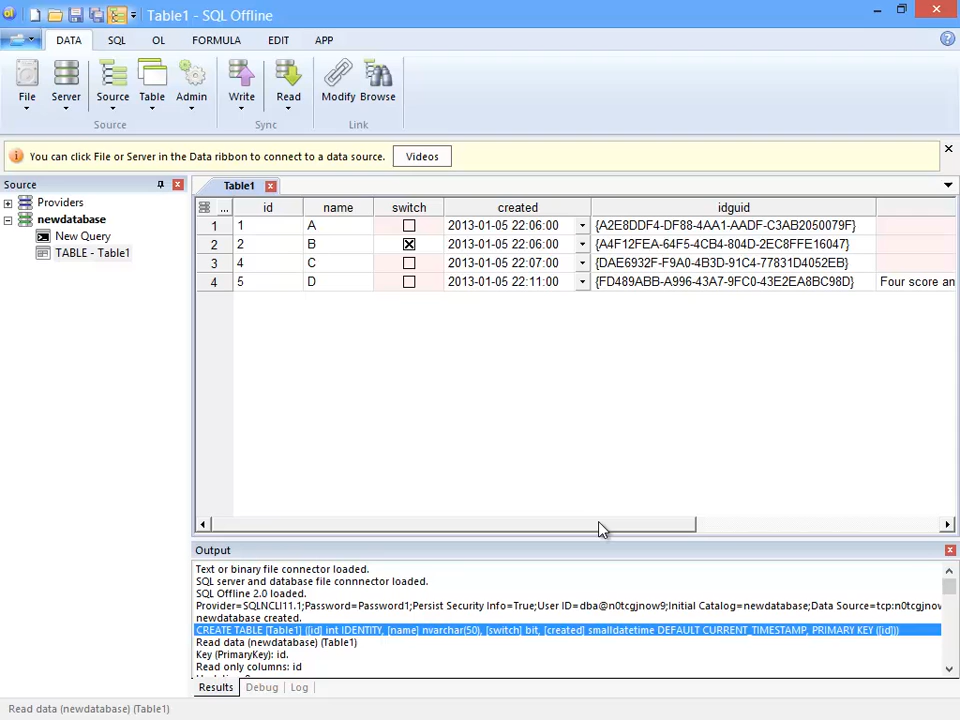 Table1 - SQL Offline
DATA SQL OL FORMULA EDIT APP
File Server Source Table Admin Write Read Modify Browse
Source Sync Link
You can click File or Server in the Data ribbon to connect to a data source. Videos
Source
Providers
newdatabase
New Query
TABLE - Table1
Table1
... id name switch created idguid
1 1 A 2013-01-05 22:06:00 {A2E8DDF4-DF88-4AA1-AADF-C3AB2050079F}
2 2 B 2013-01-05 22:06:00 {A4F12FEA-64F5-4CB4-804D-2EC8FFE16047}
3 4 C 2013-01-05 22:07:00 {DAE6932F-F9A0-4B3D-91C4-77831D4052EB}
4 5 D 2013-01-05 22:11:00 {FD489ABB-A996-43A7-9FC0-43E2EA8BC98D} Four score an
Output
Text or binary file connector loaded.
SQL server and database file connnector loaded.
SQL Offline 2.0 loaded.
Provider=SQLNCLI11.1;Password=Password1;Persist Security Info=True;User ID=dba@n0tcgjnow9;Initial Catalog=newdatabase;Data Source=tcp:n0tcgjnov
newdatabase created.
CREATE TABLE [Table1] ([id] int IDENTITY, [name] nvarchar(50), [switch] bit, [created] smalldatetime DEFAULT CURRENT_TIMESTAMP, PRIMARY KEY ([id]))
Read data (newdatabase) (Table1)
Key (PrimaryKey): id.
Read only columns: id
Results Debug Log
Read data (newdatabase) (Table1)